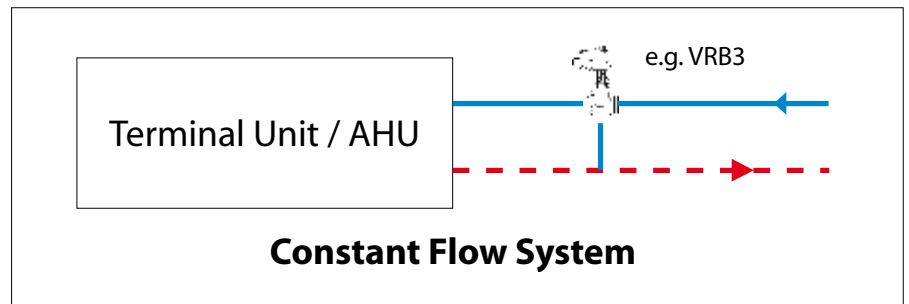 e.g. VRB3
Terminal Unit / AHU
Constant Flow System